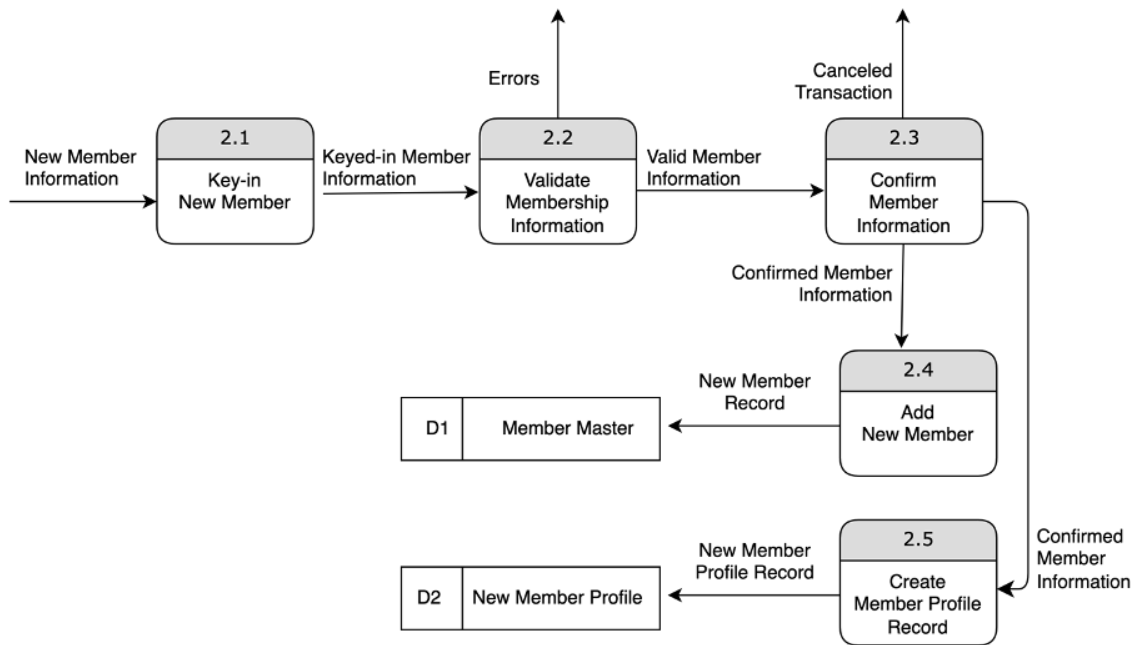 Errors
Canceled
Transaction
New Member
Information
2.1
Key-in
New Member
Keyed-in Member
Information
2.2
Validate
Membership
Information
Valid Member
Information
2.3
Confirm
Member
Information
Confirmed Member
Information
2.4
Add
New Member
New Member
Record
D1
Member Master
Confirmed
Member
Information
2.5
Create
Member Profile
Record
New Member
Profile Record
D2
New Member Profile